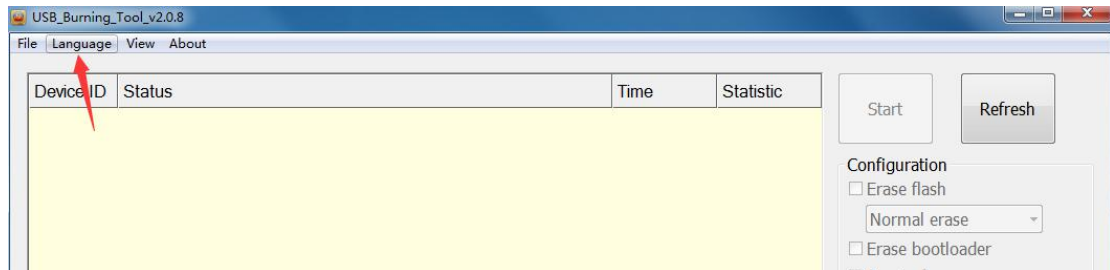 USB_Burning_Tool_v2.0.8
File Language View About
Device ID Status Time Statistic
Start Refresh
Configuration
Erase flash
Normal erase
Erase bootloader